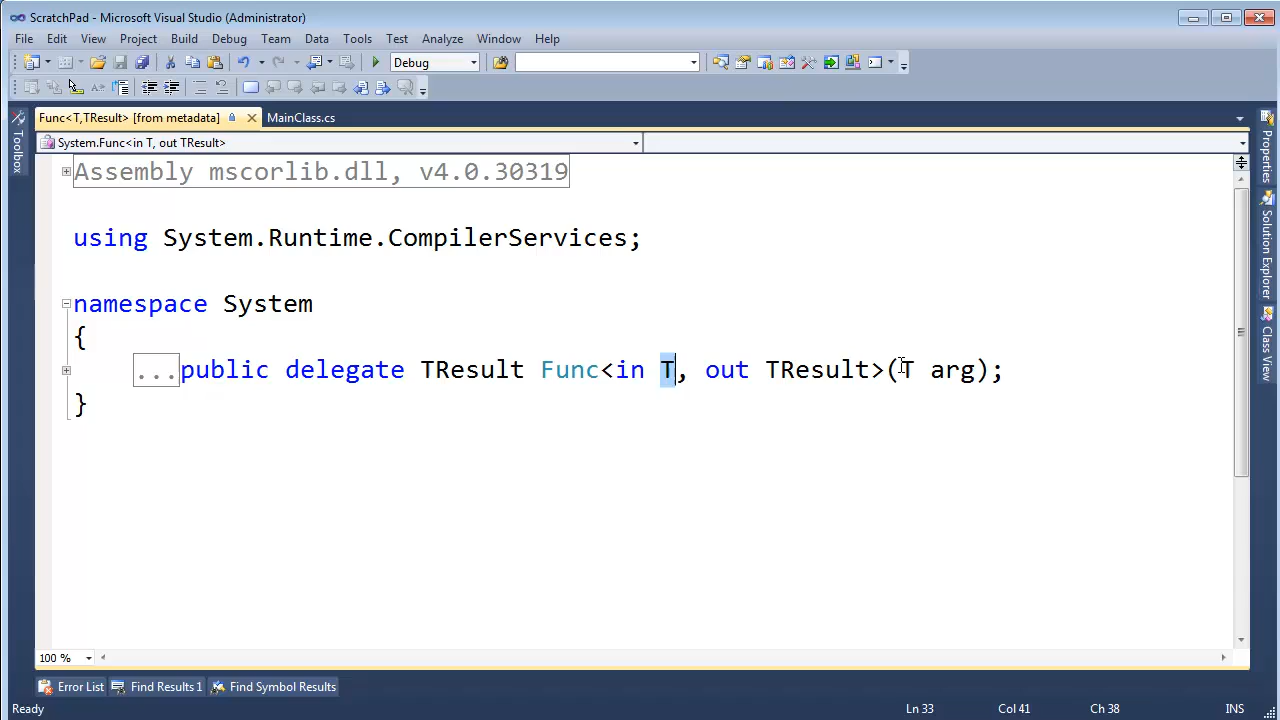 ScratchPad - Microsoft Visual Studio (Administrator)
File Edit View Project Build Debug Team Data Tools Test Analyze Window Help
Debug
Func<T,TResult> [from metadata] MainClass.cs
System.Func<in T, out TResult>
Toolbox
Assembly mscorlib.dll, v4.0.30319
using System.Runtime.CompilerServices;
namespace System
{
...public delegate TResult Func<in T, out TResult>(T arg);
}
Properties
Solution Explorer
Class View
100 %
Error List Find Results 1 Find Symbol Results
Ready Ln 33 Col 41 Ch 38 INS